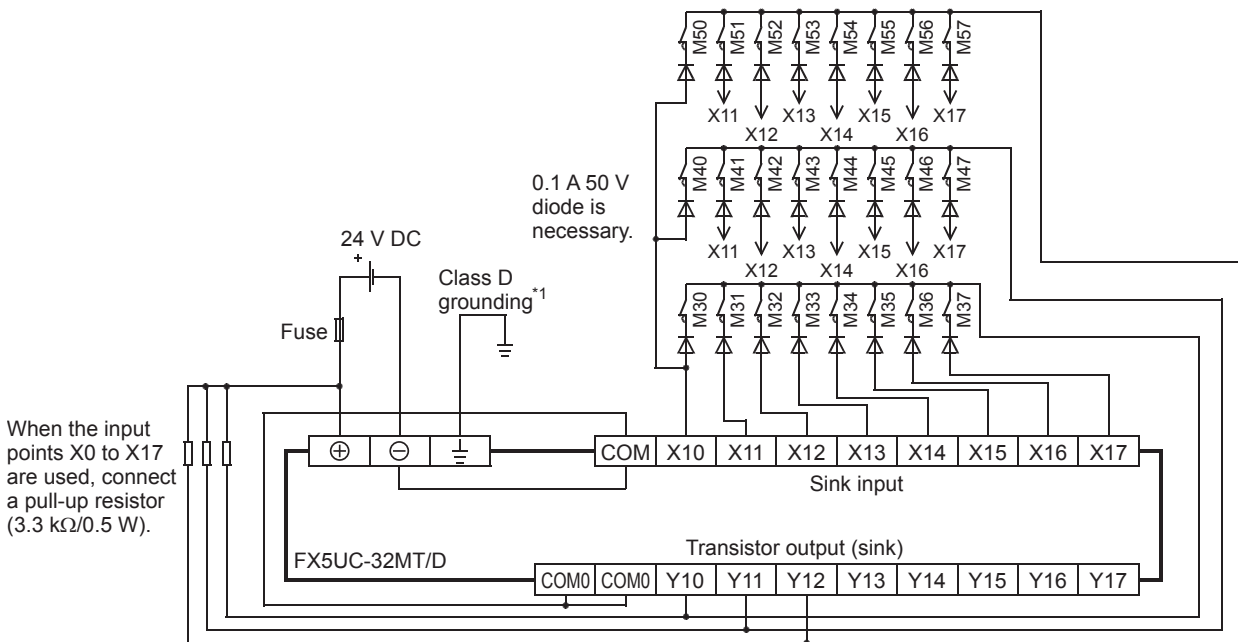 M50 M51 M52 M53 M54 M55 M56 M57
X11 X13 X15 X17
X12 X14 X16
M40 M41 M42 M43 M44 M45 M46 M47
0.1 A 50 V
diode is
necessary.
X11 X13 X15 X17
X12 X14 X16
24 V DC
+
Class D
grounding*1
M30 M31 M32 M33 M34 M35 M36 M37
Fuse
When the input
points X0 to X17
are used, connect
a pull-up resistor
(3.3 kΩ/0.5 W).
+ −
COM X10 X11 X12 X13 X14 X15 X16 X17
Sink input
FX5UC-32MT/D
Transistor output (sink)
COM0 COM0 Y10 Y11 Y12 Y13 Y14 Y15 Y16 Y17